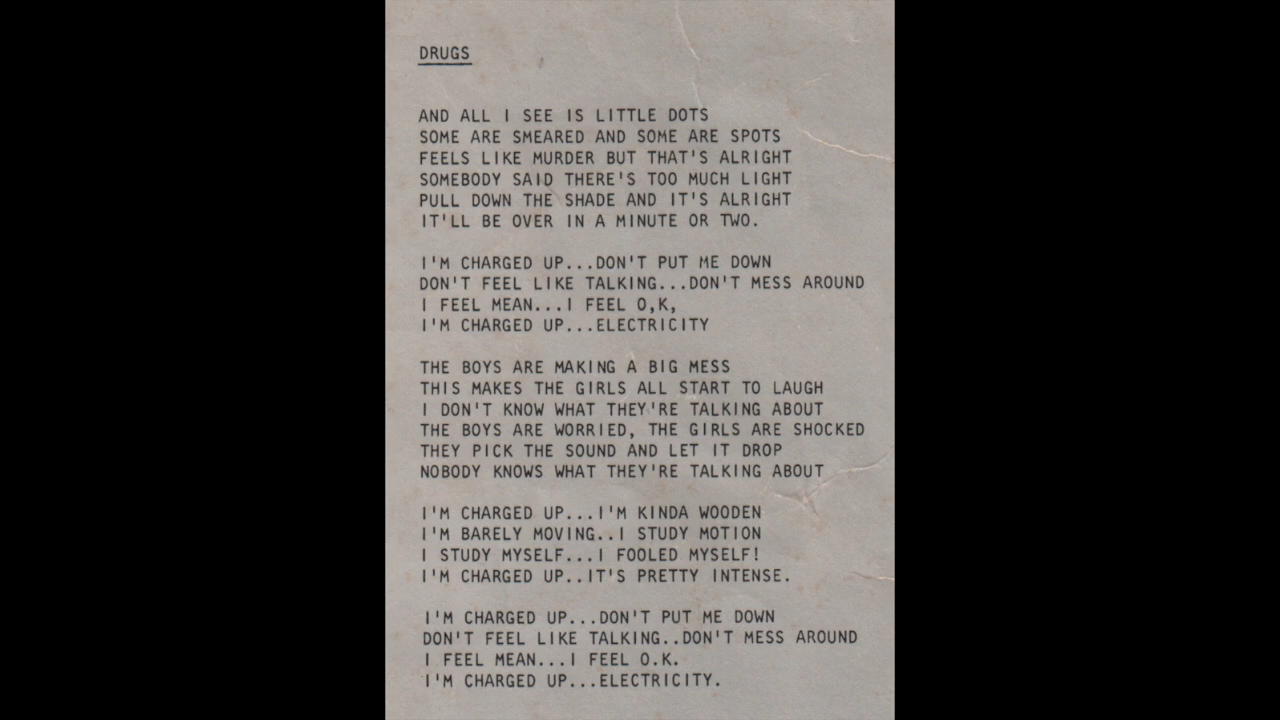 DRUGS
AND ALL I SEE IS LITTLE DOTS
SOME ARE SMEARED AND SOME ARE SPOTS
FEELS LIKE MURDER BUT THAT'S ALRIGHT
SOMEBODY SAID THERE'S TOO MUCH LIGHT
PULL DOWN THE SHADE AND IT'S ALRIGHT
IT'LL BE OVER IN A MINUTE OR TWO.
I'M CHARGED UP...DON'T PUT ME DOWN
DON'T FEEL LIKE TALKING...DON'T MESS AROUND
I FEEL MEAN...I FEEL O,K,
I'M CHARGED UP...ELECTRICITY
THE BOYS ARE MAKING A BIG MESS
THIS MAKES THE GIRLS ALL START TO LAUGH
I DON'T KNOW WHAT THEY'RE TALKING ABOUT
THE BOYS ARE WORRIED, THE GIRLS ARE SHOCKED
THEY PICK THE SOUND AND LET IT DROP
NOBODY KNOWS WHAT THEY'RE TALKING ABOUT
I'M CHARGED UP...I'M KINDA WOODEN
I'M BARELY MOVING..I STUDY MOTION
I STUDY MYSELF...I FOOLED MYSELF!
I'M CHARGED UP..IT'S PRETTY INTENSE.
I'M CHARGED UP...DON'T PUT ME DOWN
DON'T FEEL LIKE TALKING..DON'T MESS AROUND
I FEEL MEAN...I FEEL O.K.
I'M CHARGED UP...ELECTRICITY.